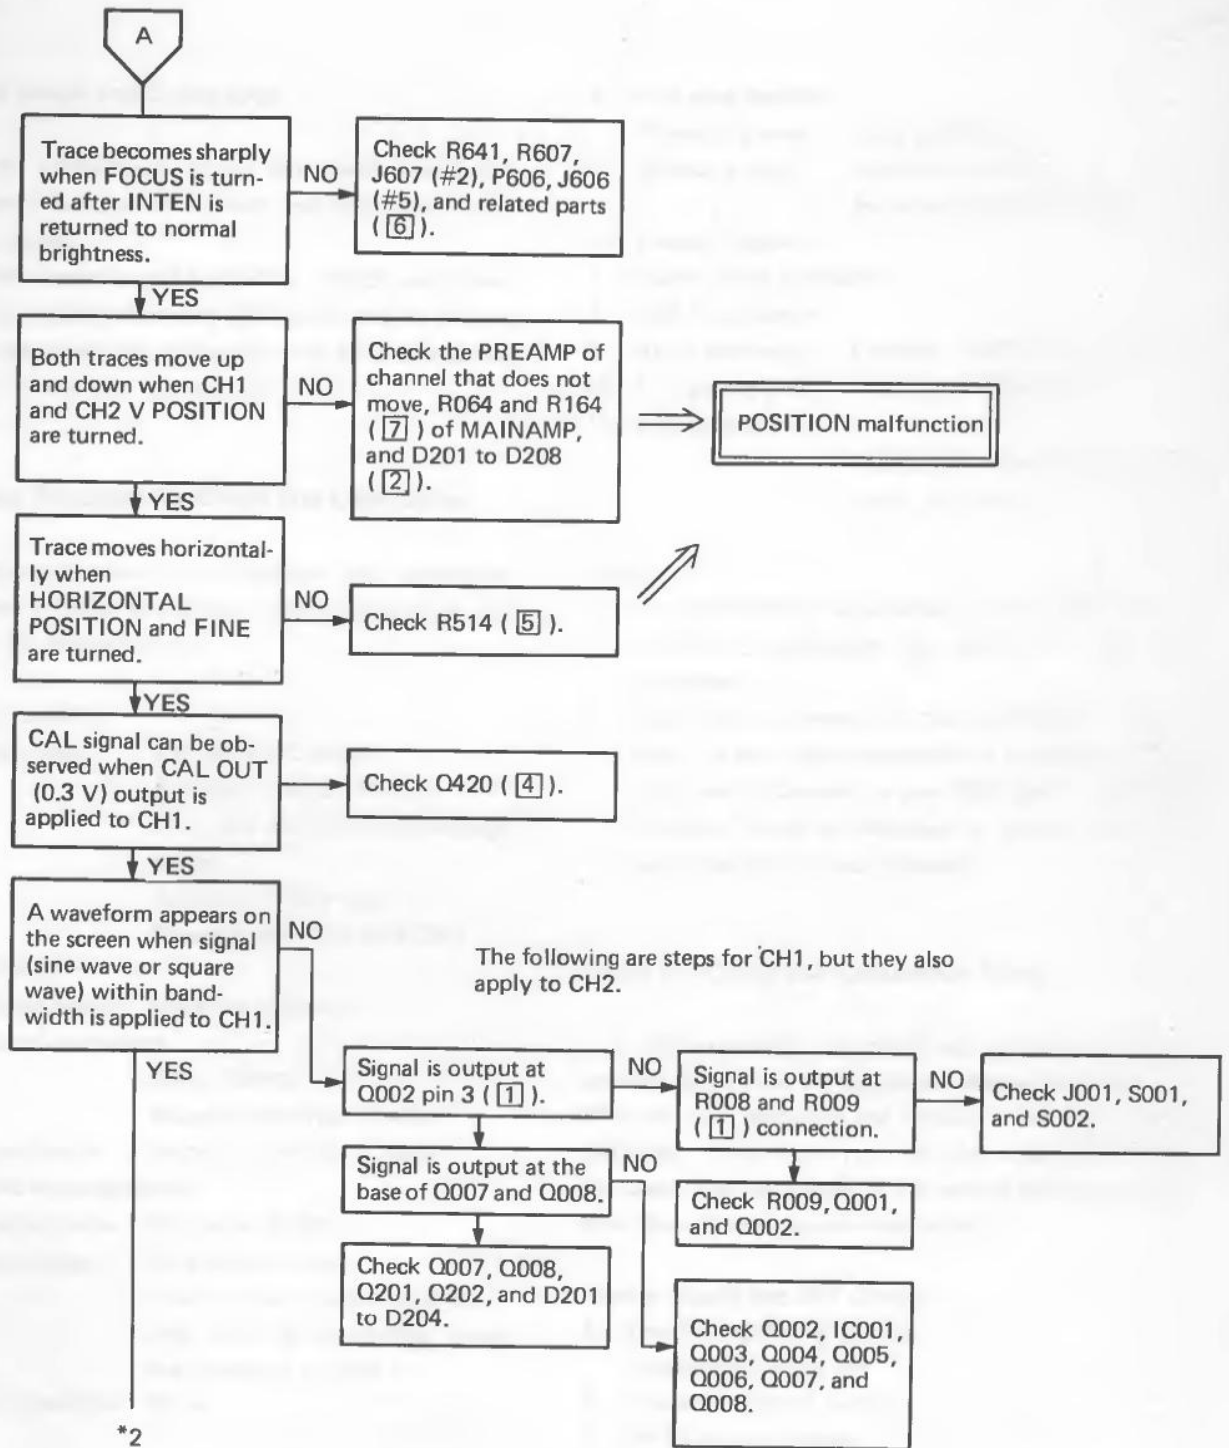 A
Trace becomes sharply
when FOCUS is turn-
ed after INTEN is
returned to normal
brightness.
NO
Check R641, R607,
J607 (#2), P606, J606
(#5), and related parts
( 6 ).
YES
Both traces move up
and down when CH1
and CH2 V POSITION
are turned.
NO
Check the PREAMP of
channel that does not
move, R064 and R164
( 7 ) of MAINAMP,
and D201 to D208
( 2 ).
POSITION malfunction
YES
Trace moves horizontal-
ly when
HORIZONTAL
POSITION and FINE
are turned.
NO
Check R514 ( 5 ).
YES
CAL signal can be ob-
served when CAL OUT
(0.3 V) output is
applied to CH1.
Check Q420 ( 4 ).
YES
A waveform appears on
the screen when signal
(sine wave or square
wave) within band-
width is applied to CH1.
NO
The following are steps for CH1, but they also
apply to CH2.
YES
Signal is output at
Q002 pin 3 ( 1 ).
NO
Signal is output at
R008 and R009
( 1 ) connection.
NO
Check J001, S001,
and S002.
Signal is output at the
base of Q007 and Q008.
NO
Check R009, Q001,
and Q002.
Check Q007, Q008,
Q201, Q202, and D201
to D204.
Check Q002, IC001,
Q003, Q004, Q005,
Q006, Q007, and
Q008.
*2